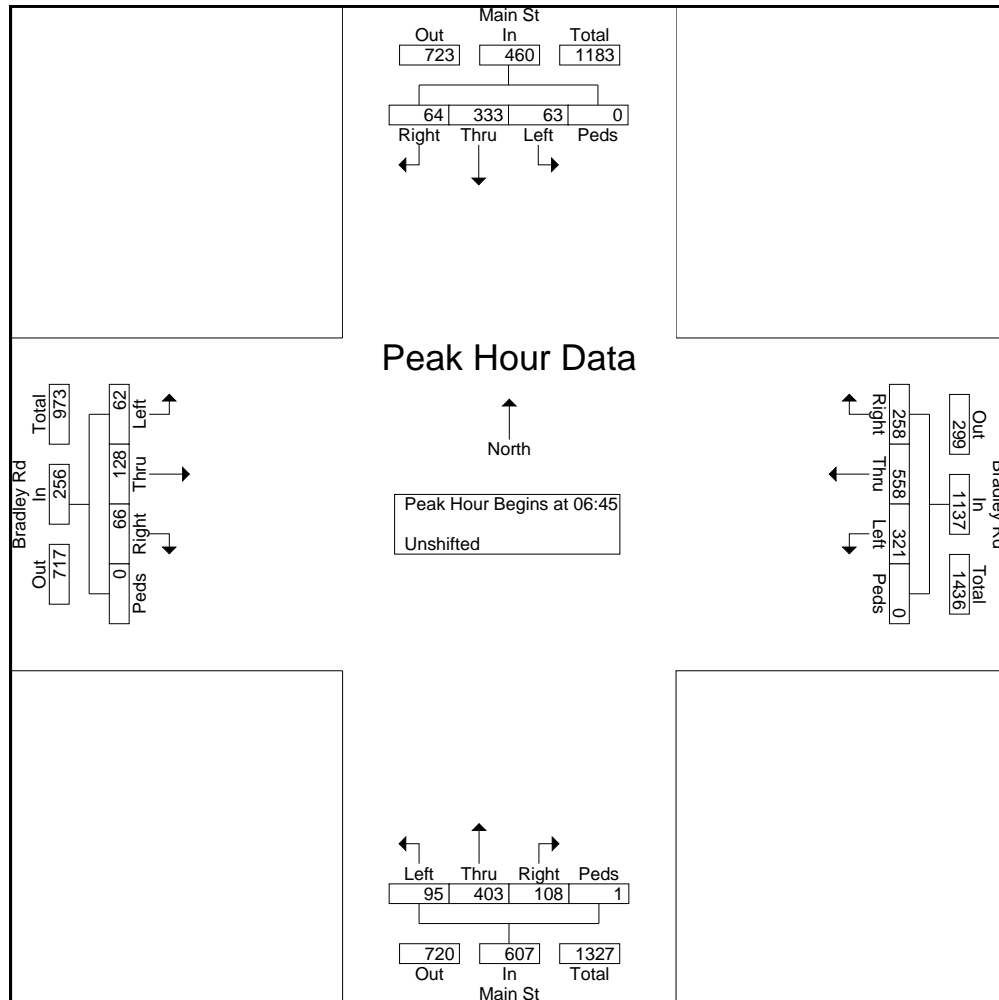 Main St
Out In Total
723 460 1183
64 333 63 0
Right Thru Left Peds
Peak Hour Data
North
Peak Hour Begins at 06:45
Unshifted
Bradley Rd
Out In Total
717 256 973
62 128 66 0
Left Thru Right Peds
Bradley Rd
Out In Total
299 1137 1436
258 558 321 0
Right Thru Left Peds
Left Thru Right Peds
95 403 108 1
720 607 1327
Out In Total
Main St